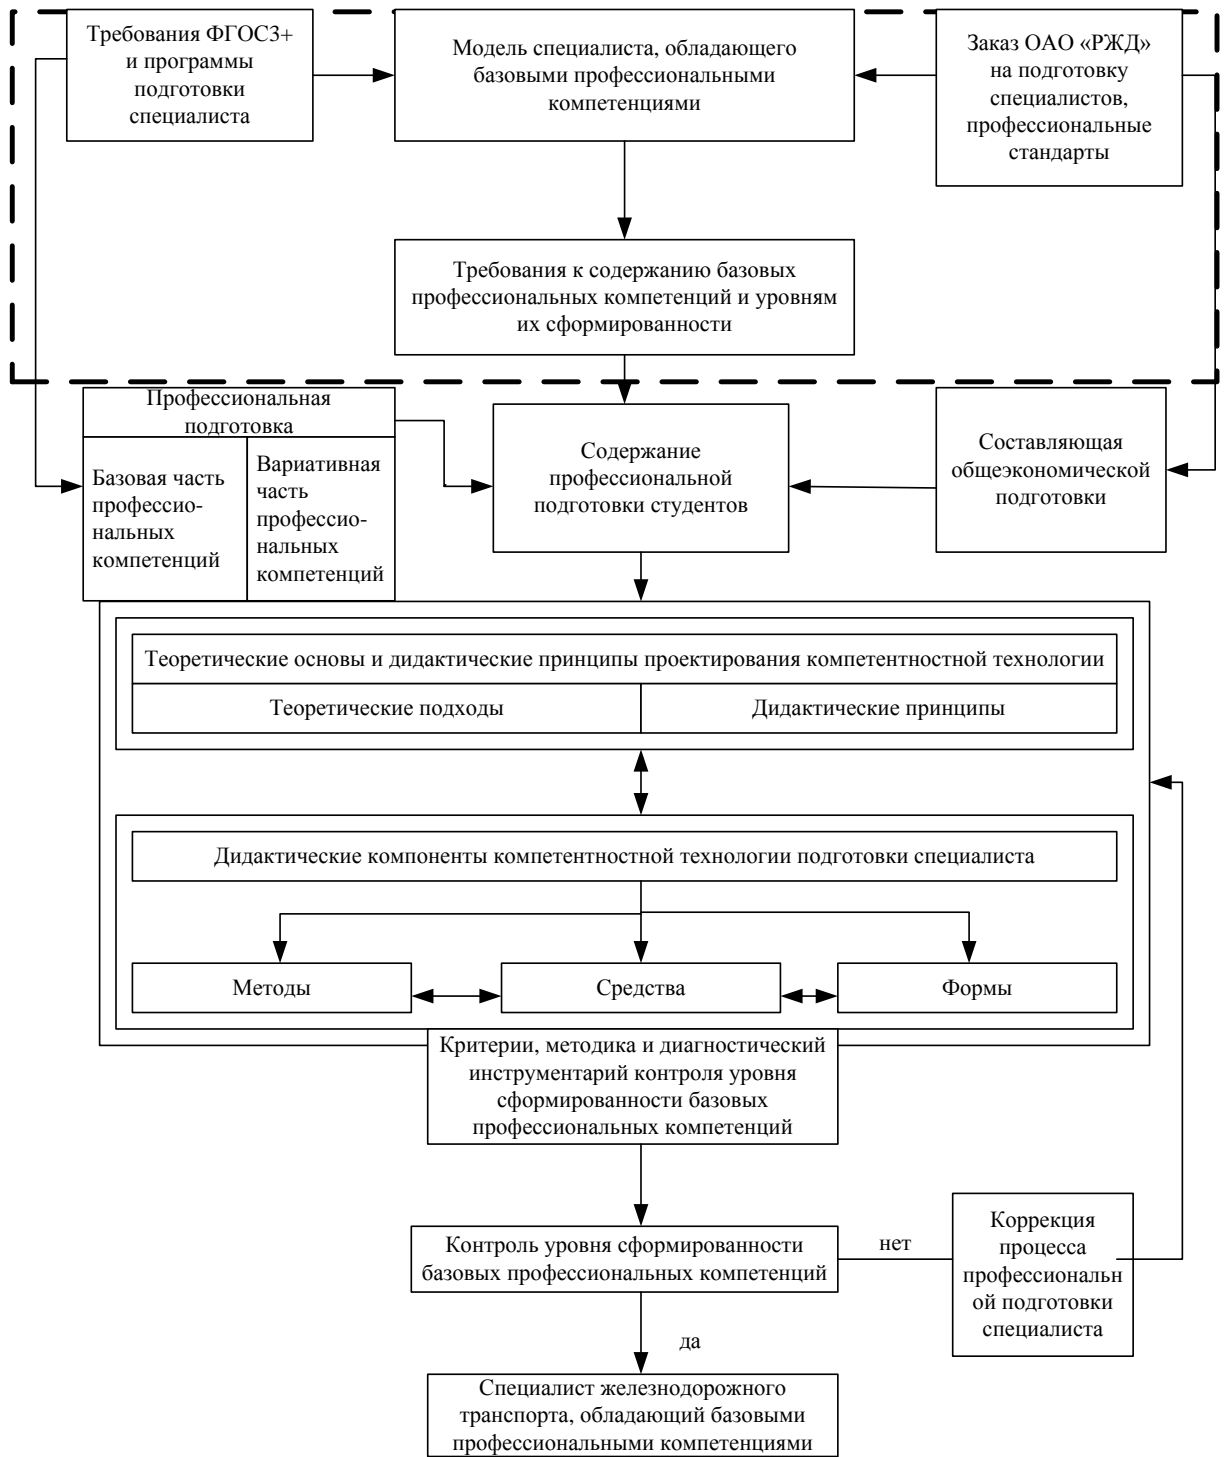 Требования ФГОС3+
и программы
подготовки
специалиста
Модель специалиста, обладающего
базовыми профессиональными
компетенциями
Заказ ОАО «РЖД»
на подготовку
специалистов,
профессиональные
стандарты
Требования к содержанию базовых
профессиональных компетенций и уровням
их сформированности
Профессиональная
подготовка
Базовая часть
профессио-
нальных
компетенций
Вариативная
часть
профессио-
нальных
компетенций
Содержание
профессиональной
подготовки студентов
Составляющая
общеэкономической
подготовки
Теоретические основы и дидактические принципы проектирования компетентностной технологии
Теоретические подходы
Дидактические принципы
Дидактические компоненты компетентностной технологии подготовки специалиста
Методы
Средства
Формы
Критерии, методика и диагностический
инструментарий контроля уровня
сформированности базовых
профессиональных компетенций
Контроль уровня сформированности
базовых профессиональных компетенций
нет
Коррекция
процесса
профессиональн
ой подготовки
специалиста
да
Специалист железнодорожного
транспорта, обладающий базовыми
профессиональными компетенциями